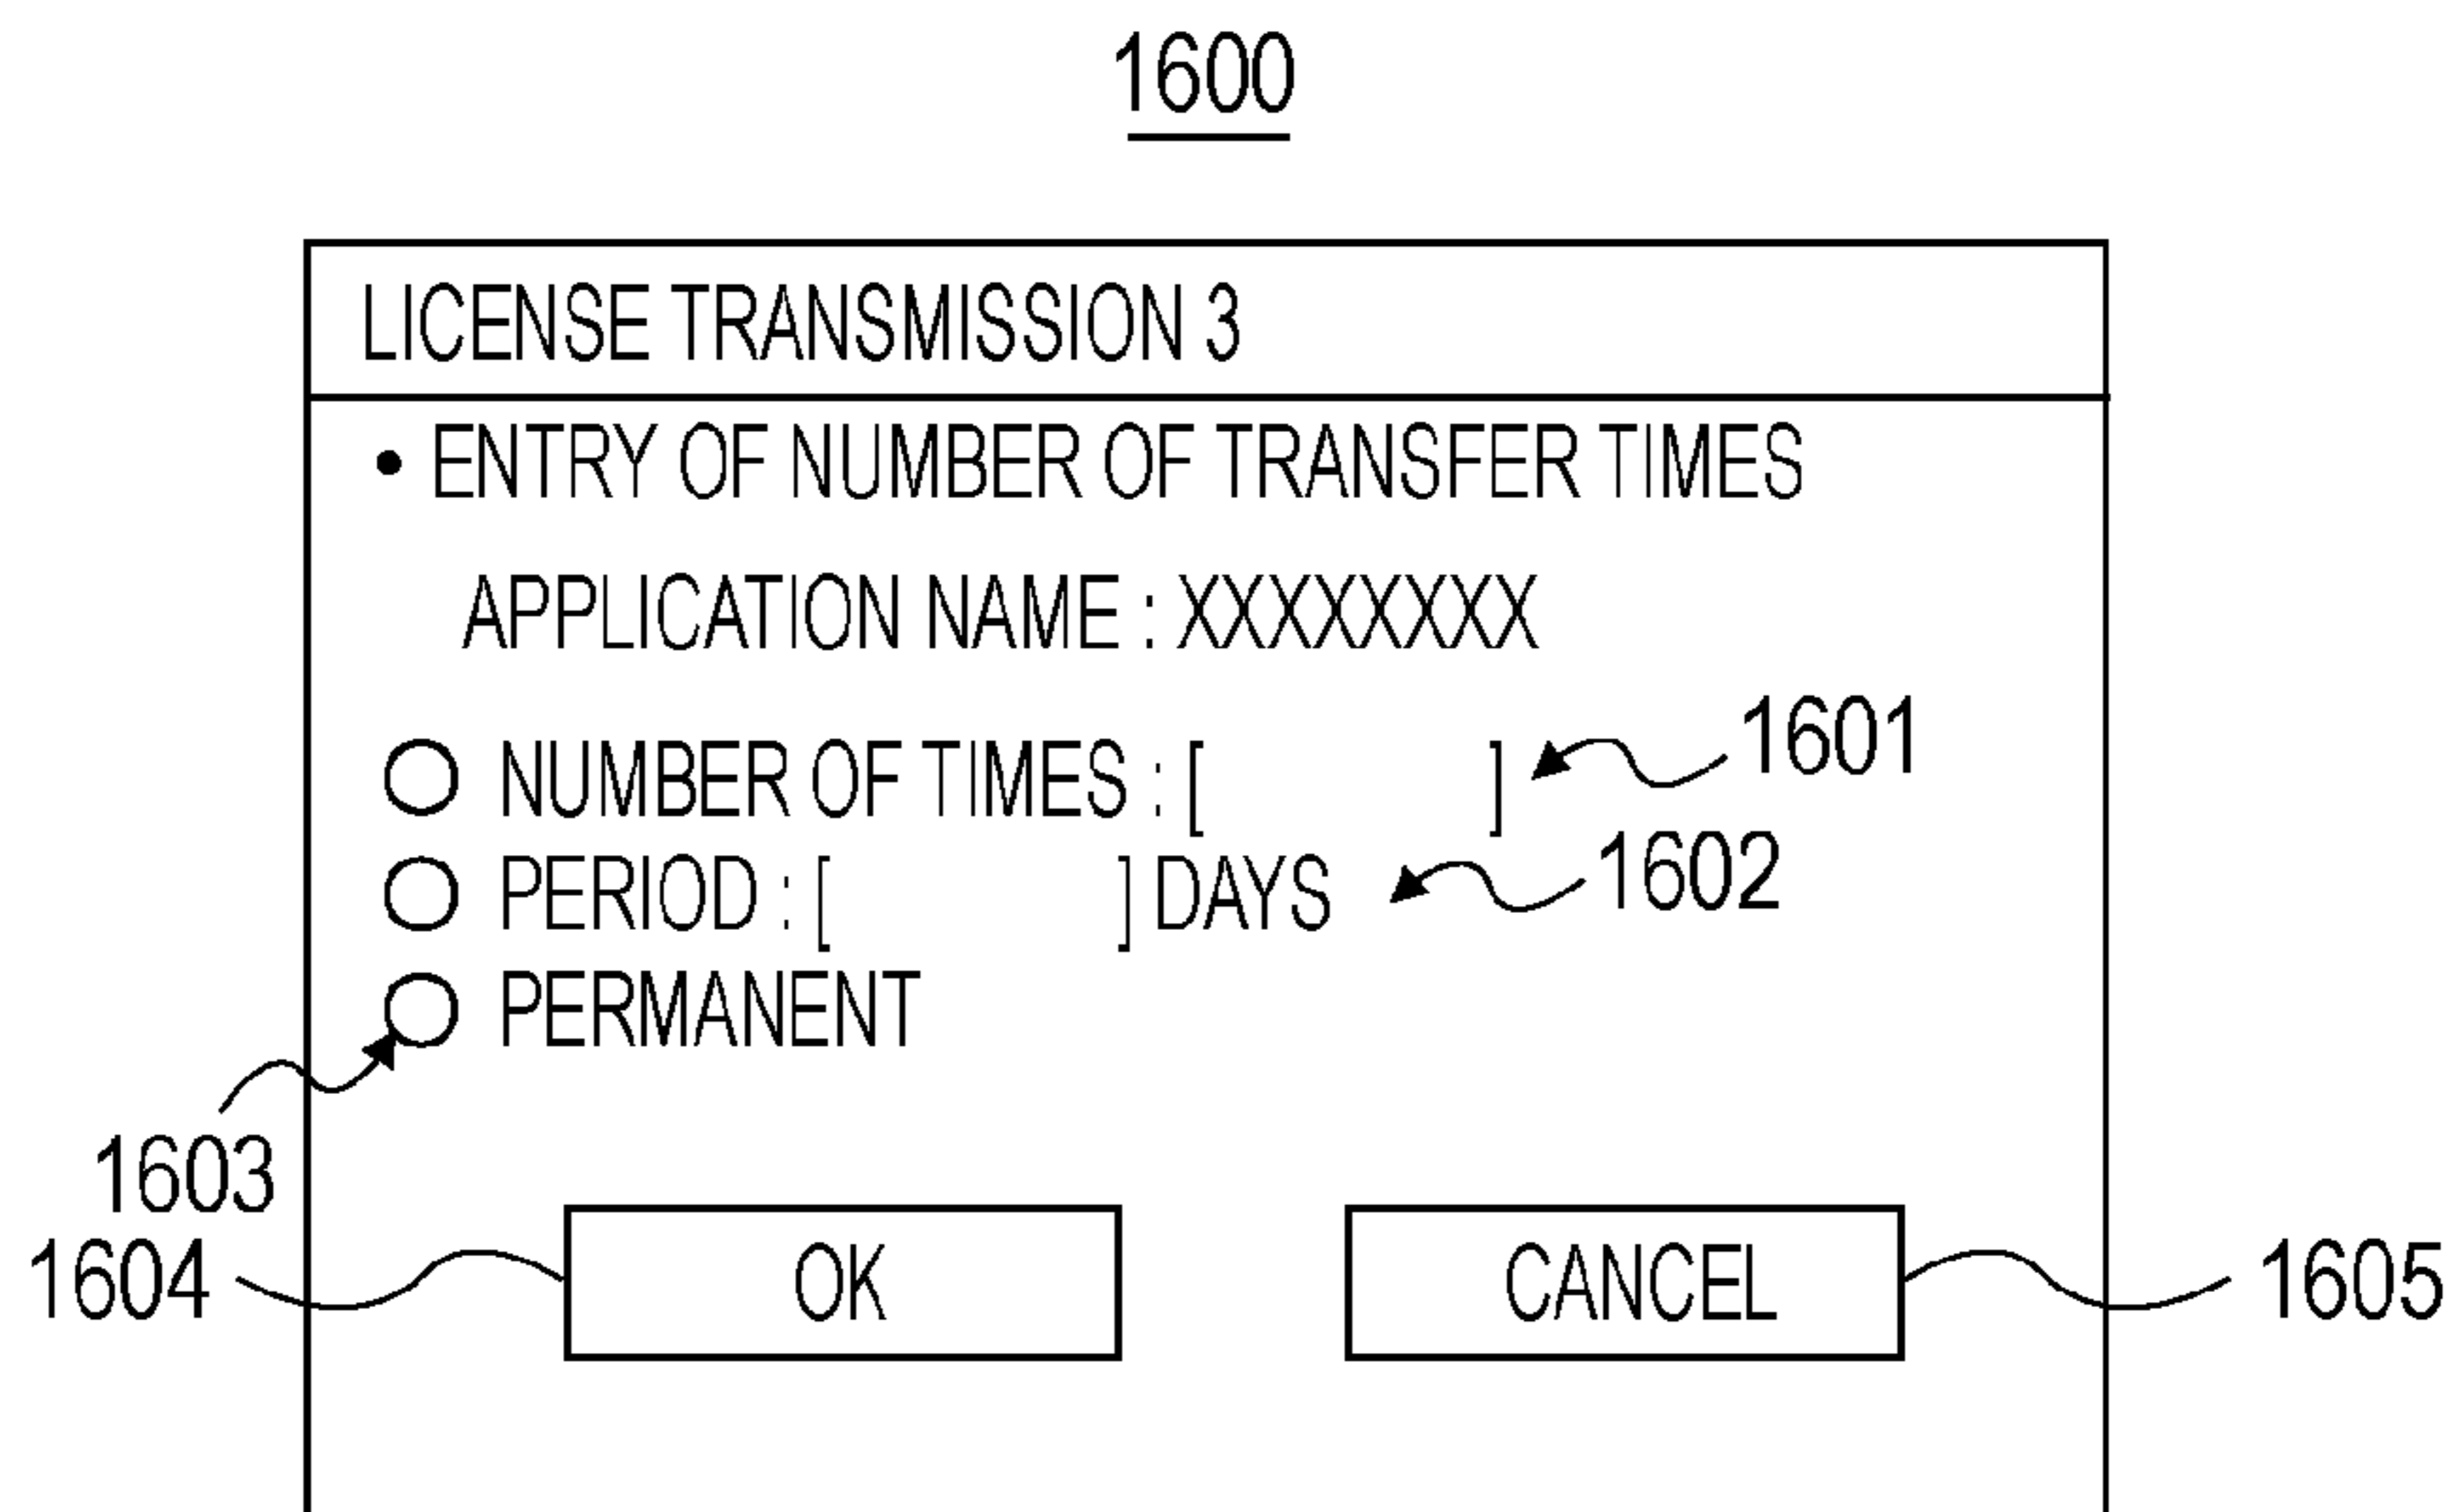 1600
LICENSE TRANSMISSION 3
• ENTRY OF NUMBER OF TRANSFER TIMES
APPLICATION NAME : XXXXXXXX
NUMBER OF TIMES : [ ] 1601
PERIOD : [ ] DAYS 1602
PERMANENT
1603
1604 OK CANCEL 1605